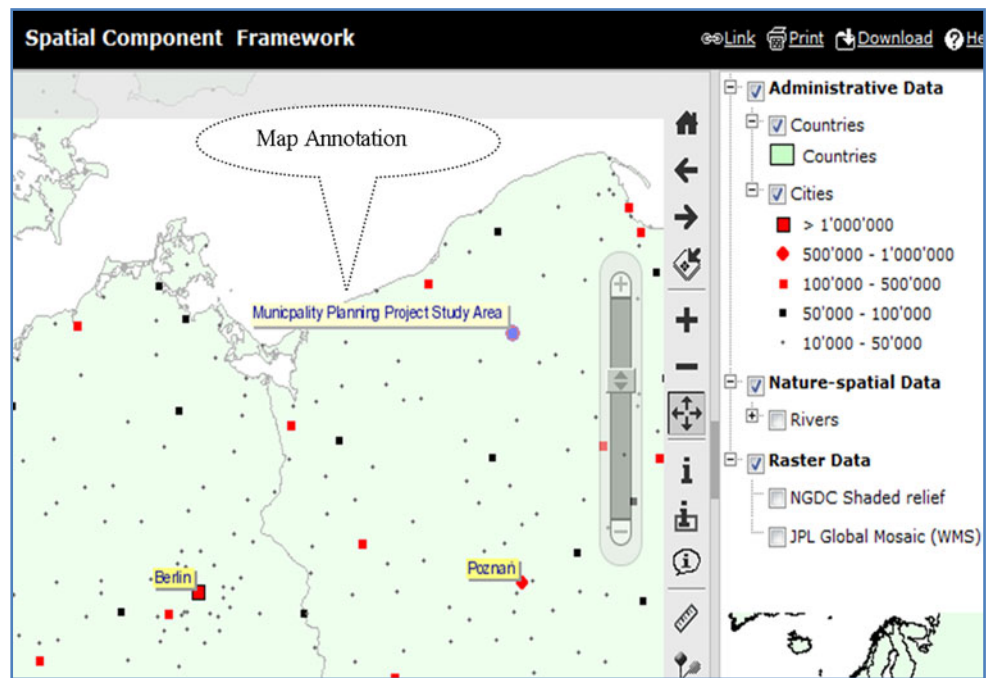 Spatial Component Framework
Link Print Download He
Map Annotation
Municpality Planning Project Study Area
Berlin
Poznań
Administrative Data
Countries
Countries
Cities
> 1'000'000
500'000 - 1'000'000
100'000 - 500'000
50'000 - 100'000
10'000 - 50'000
Nature-spatial Data
Rivers
Raster Data
NGDC Shaded relief
JPL Global Mosaic (WMS)